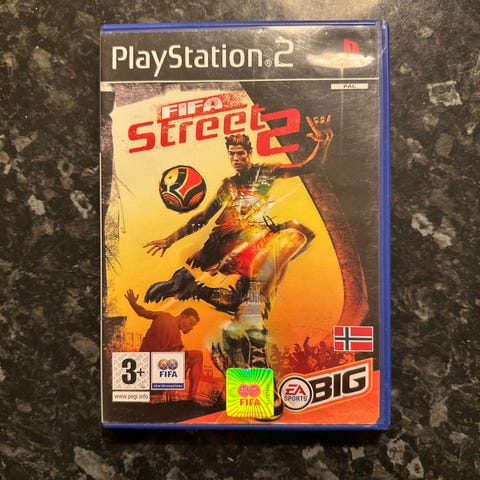 PlayStation®2
PAL
FIFA
Street 2
3+
www.pegi.info
FIFA
FIFA
EA
SPORTS
BIG